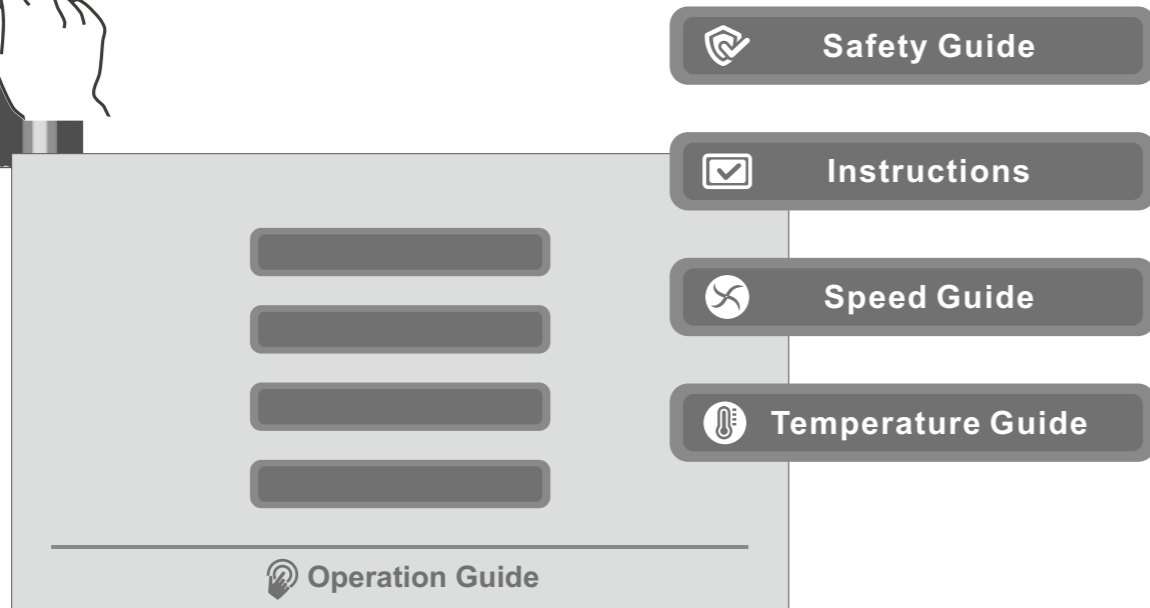 Safety Guide
Instructions
Speed Guide
Temperature Guide
Operation Guide